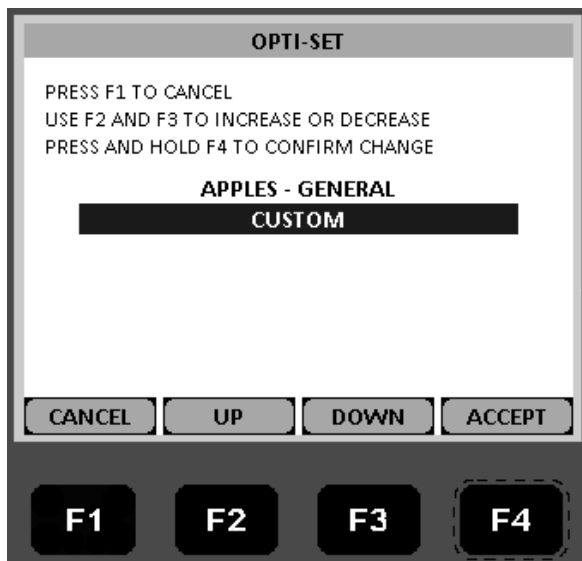 OPTI-SET
PRESS F1 TO CANCEL
USE F2 AND F3 TO INCREASE OR DECREASE
PRESS AND HOLD F4 TO CONFIRM CHANGE
APPLES - GENERAL
CUSTOM
CANCEL UP DOWN ACCEPT
F1 F2 F3 F4